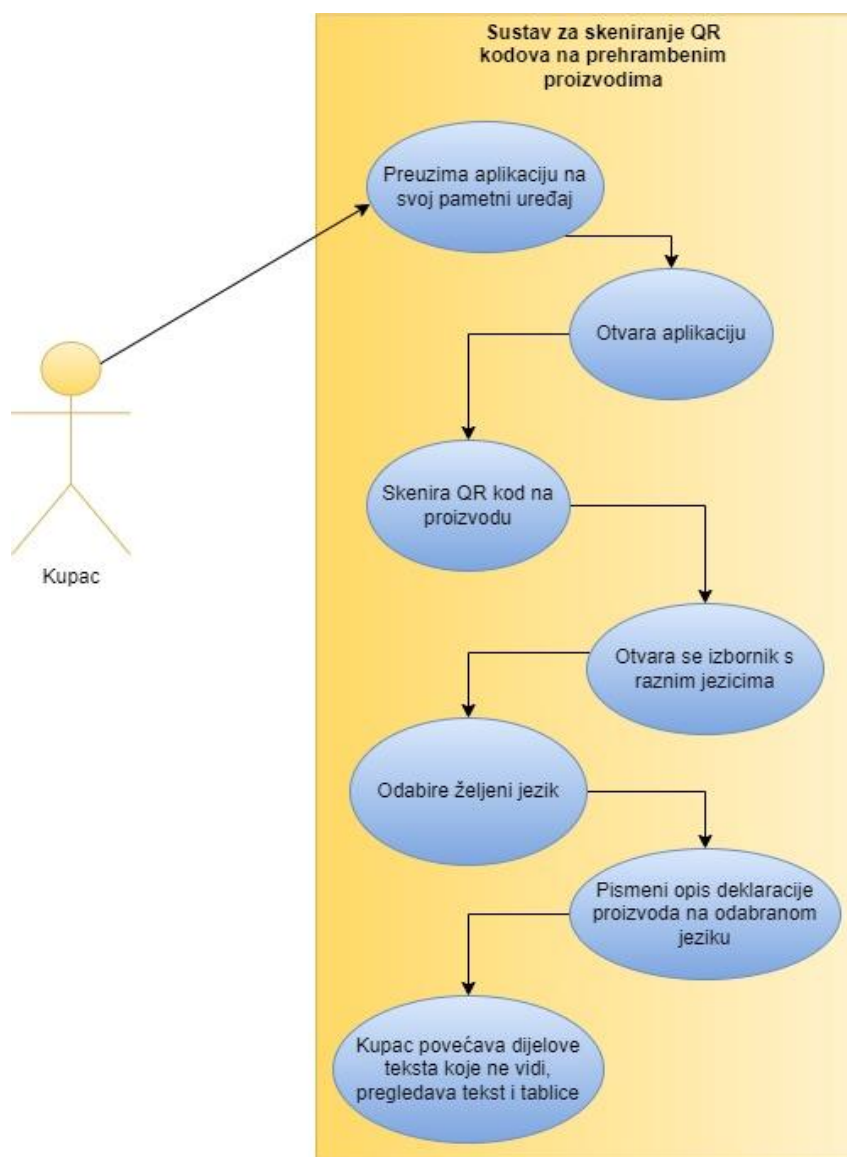 Sustav za skeniranje QR
kodova na prehrambenim
proizvodima
Preuzima aplikaciju na
svoj pametni uređaj
Otvara aplikaciju
Skenira QR kod na
proizvodu
Kupac
Otvara se izbornik s
raznim jezicima
Odabire željeni jezik
Pismeni opis deklaracije
proizvoda na odabranom
jeziku
Kupac povećava dijelove
teksta koje ne vidi,
pregledava tekst i tablice